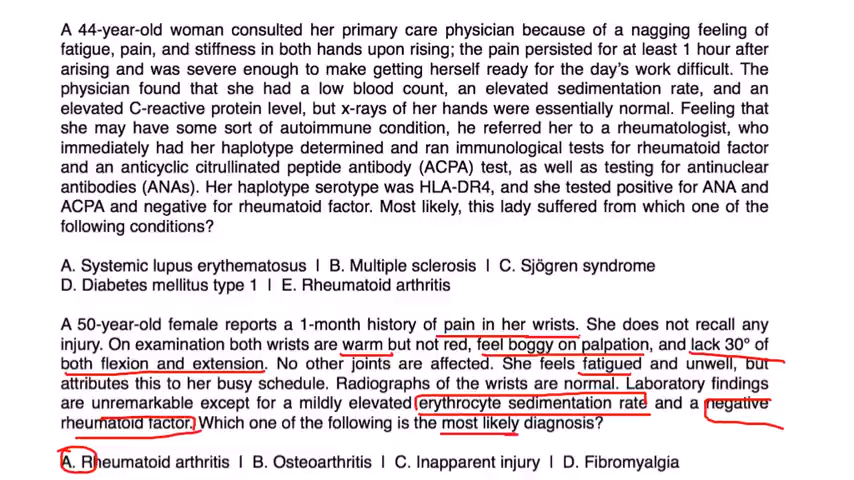 A 44-year-old woman consulted her primary care physician because of a nagging feeling of
fatigue, pain, and stiffness in both hands upon rising; the pain persisted for at least 1 hour after
arising and was severe enough to make getting herself ready for the day's work difficult. The
physician found that she had a low blood count, an elevated sedimentation rate, and an
elevated C-reactive protein level, but x-rays of her hands were essentially normal. Feeling that
she may have some sort of autoimmune condition, he referred her to a rheumatologist, who
immediately had her haplotype determined and ran immunological tests for rheumatoid factor
and an anticyclic citrullinated peptide antibody (ACPA) test, as well as testing for antinuclear
antibodies (ANAs). Her haplotype serotype was HLA-DR4, and she tested positive for ANA and
ACPA and negative for rheumatoid factor. Most likely, this lady suffered from which one of the
following conditions?
A. Systemic lupus erythematosus I B. Multiple sclerosis I C. Sjögren syndrome
D. Diabetes mellitus type 1 I E. Rheumatoid arthritis
A 50-year-old female reports a 1-month history of pain in her wrists. She does not recall any
injury. On examination both wrists are warm but not red, feel boggy on palpation, and lack 30° of
both flexion and extension. No other joints are affected. She feels fatigued and unwell, but
attributes this to her busy schedule. Radiographs of the wrists are normal. Laboratory findings
are unremarkable except for a mildly elevated erythrocyte sedimentation rate and a negative
rheumatoid factor. Which one of the following is the most likely diagnosis?
A. Rheumatoid arthritis I B. Osteoarthritis I C. Inapparent injury I D. Fibromyalgia